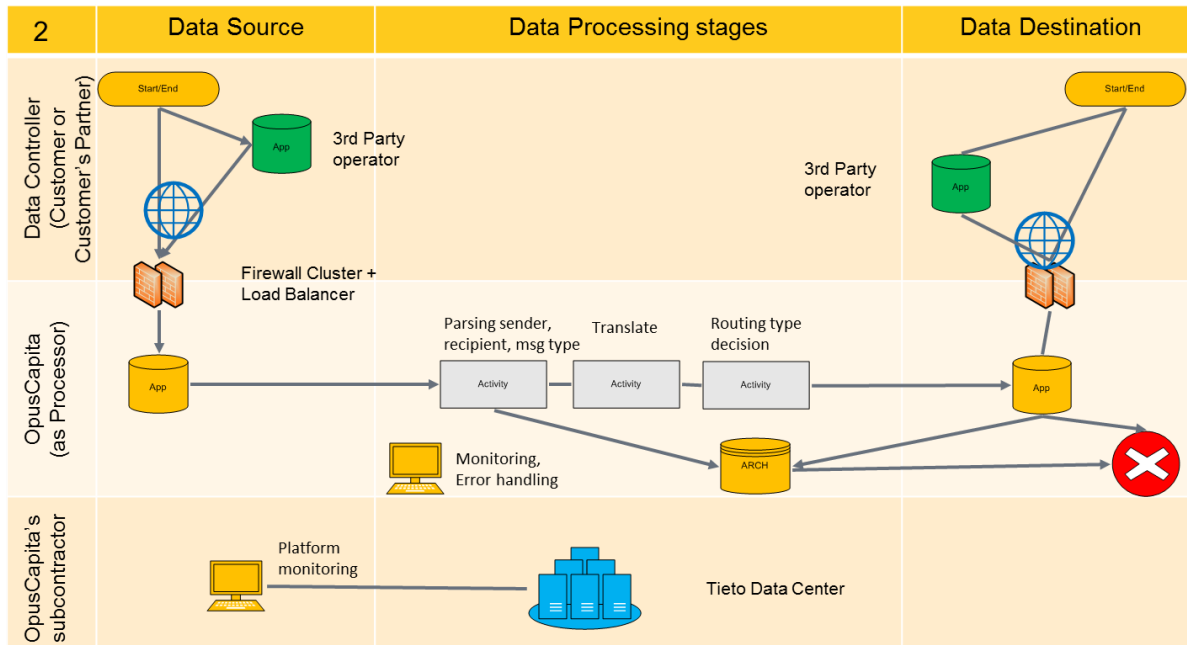 2
Data Source
Data Processing stages
Data Destination
Data Controller
(Customer or
Customer's Partner)
Start/End
App
3rd Party
operator
Firewall Cluster +
Load Balancer
Start/End
3rd Party
operator
App
OpusCapita
(as Processor)
App
Parsing sender,
recipient, msg type
Activity
Translate
Activity
Routing type
decision
Activity
App
Monitoring,
Error handling
ARCH
OpusCapita's
subcontractor
Platform
monitoring
Tieto Data Center